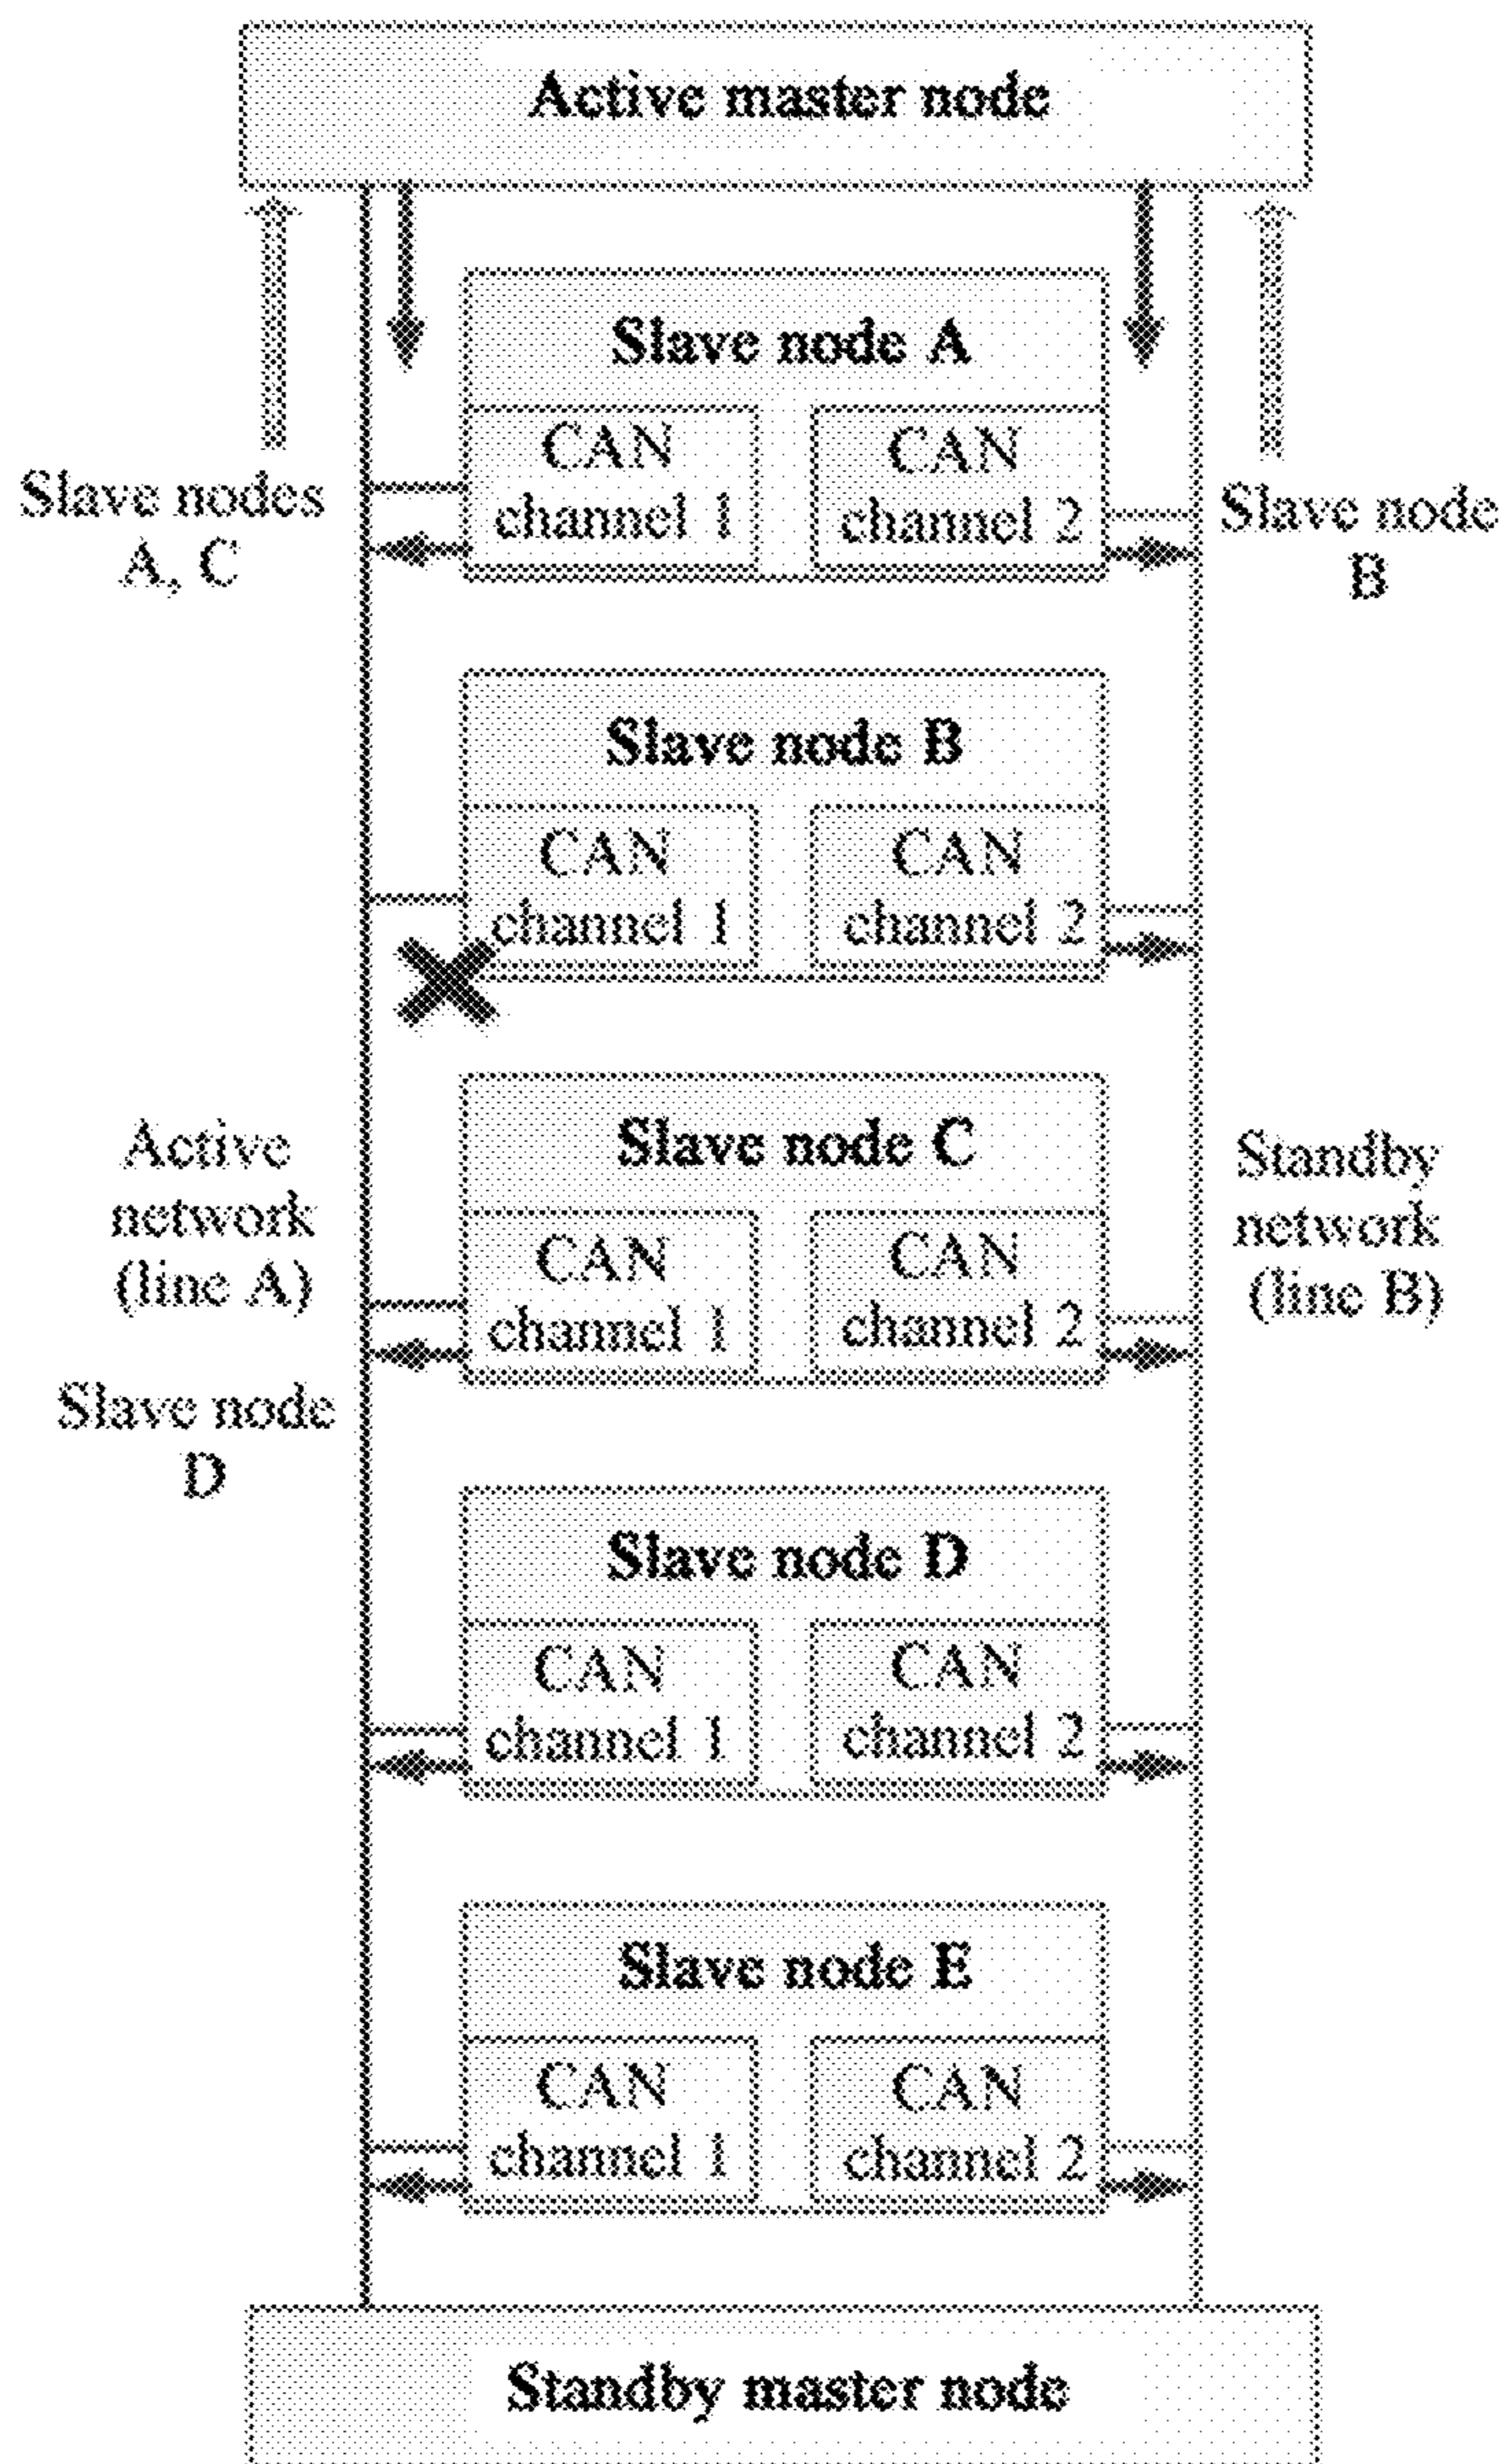 Active master node
Slave node A
CAN
channel 1
CAN
channel 2
Slave nodes
A, C
Slave node
B
Slave node B
CAN
channel 1
CAN
channel 2
Active
network
(line A)
Slave node C
CAN
channel 1
CAN
channel 2
Standby
network
(line B)
Slave node
D
Slave node D
CAN
channel 1
CAN
channel 2
Slave node E
CAN
channel 1
CAN
channel 2
Standby master node